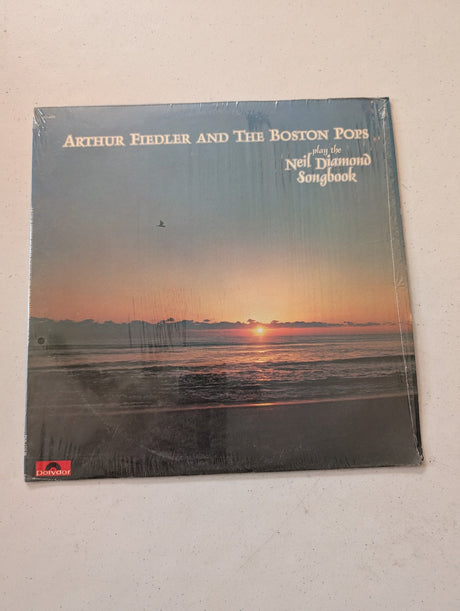 ARTHUR FIEDLER AND THE BOSTON POPS
play the
Neil Diamond
Songbook
polydor